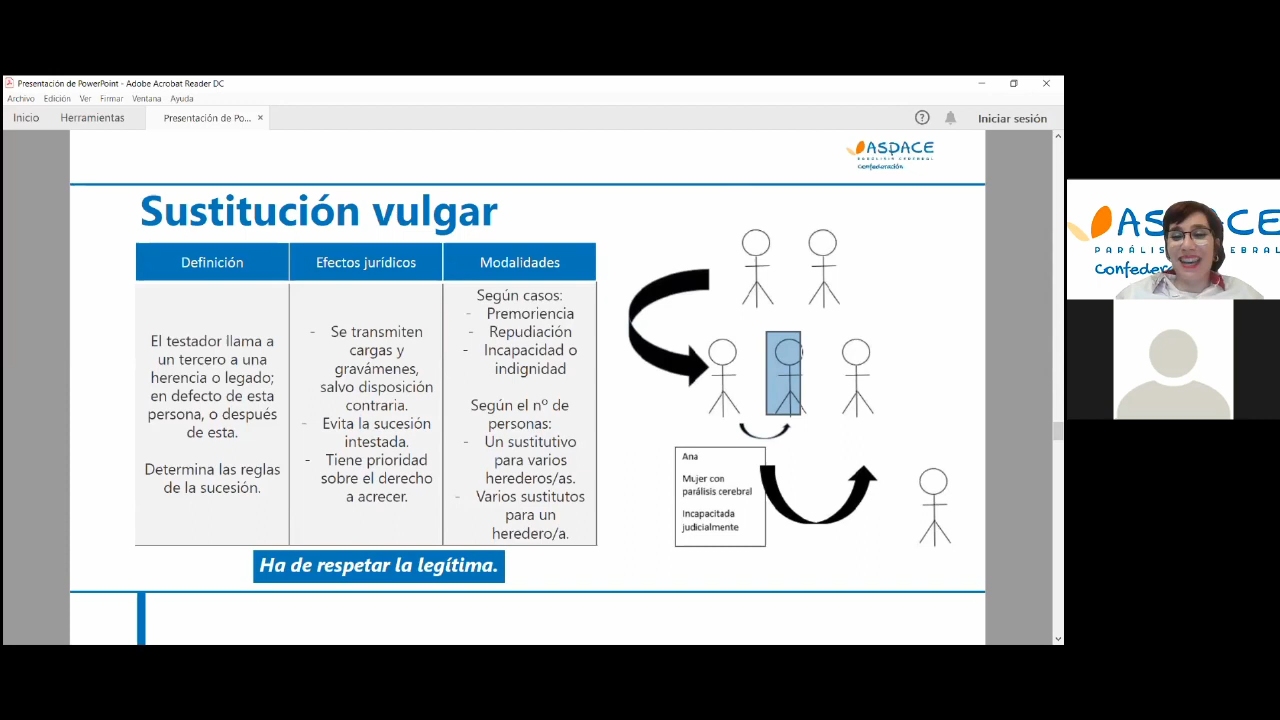 Presentación de PowerPoint - Adobe Acrobat Reader DC
Archivo Edición Ver Firmar Ventana Ayuda
Inicio Herramientas Presentación de Po... × Iniciar sesión
ASPACE
PARÁLISIS CEREBRAL
Confederación
Sustitución vulgar
Definición
El testador llama a
un tercero a una
herencia o legado;
en defecto de esta
persona, o después
de esta.
Determina las reglas
de la sucesión.
Efectos jurídicos
- Se transmiten
cargas y
gravámenes,
salvo disposición
contraria.
- Evita la sucesión
intestada.
- Tiene prioridad
sobre el derecho
a acrecer.
Modalidades
Según casos:
- Premoriencia
- Repudiación
- Incapacidad o
indignidad
Según el nº de
personas:
- Un sustitutivo
para varios
herederos/as.
- Varios sustitutos
para un
heredero/a.
Ha de respetar la legítima.
Ana
Mujer con
parálisis cerebral
Incapacitada
judicialmente
ASPACE
PARÁLISIS CEREBRAL